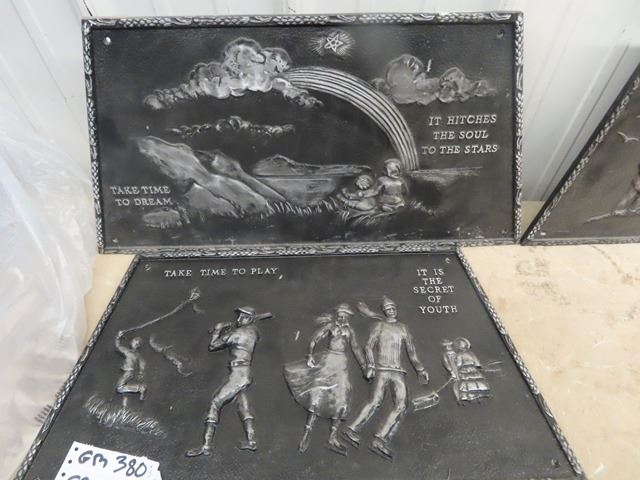 IT HITCHES
THE SOUL
TO THE STARS
TAKE TIME
TO DREAM
TAKE TIME TO PLAY
IT IS
THE
SECRET
OF
YOUTH
GM 380